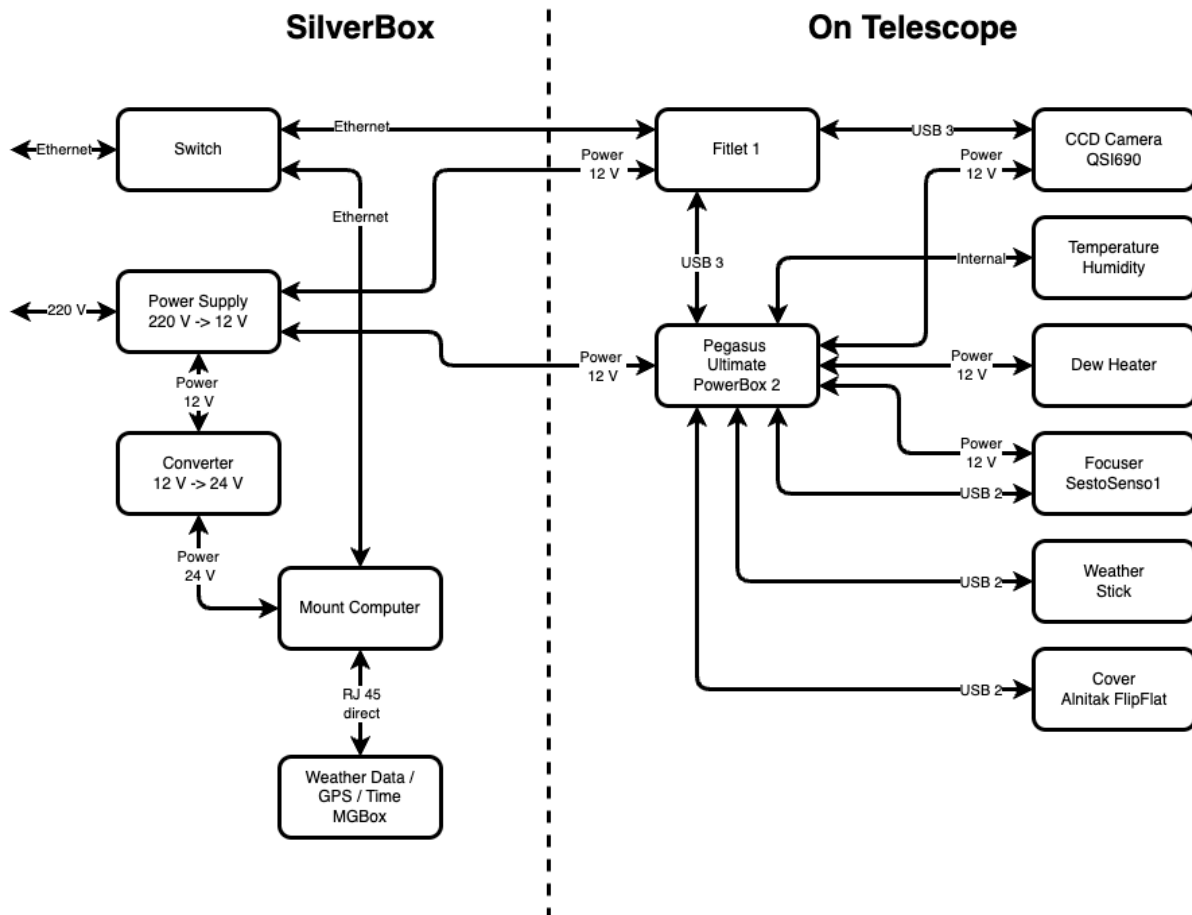 SilverBox
On Telescope
Ethernet
Switch
Ethernet
Fitlet 1
USB 3
CCD Camera
QSI690
Power
12 V
Power
12 V
Ethernet
USB 3
Internal
Temperature
Humidity
220 V
Power Supply
220 V -> 12 V
Power
12 V
Pegasus
Ultimate
PowerBox 2
Power
12 V
Dew Heater
Power
12 V
Converter
12 V -> 24 V
Power
12 V
USB 2
Focuser
SestoSenso1
Power
24 V
Mount Computer
USB 2
Weather
Stick
RJ 45
direct
USB 2
Cover
Alnitak FlipFlat
Weather Data /
GPS / Time
MGBox